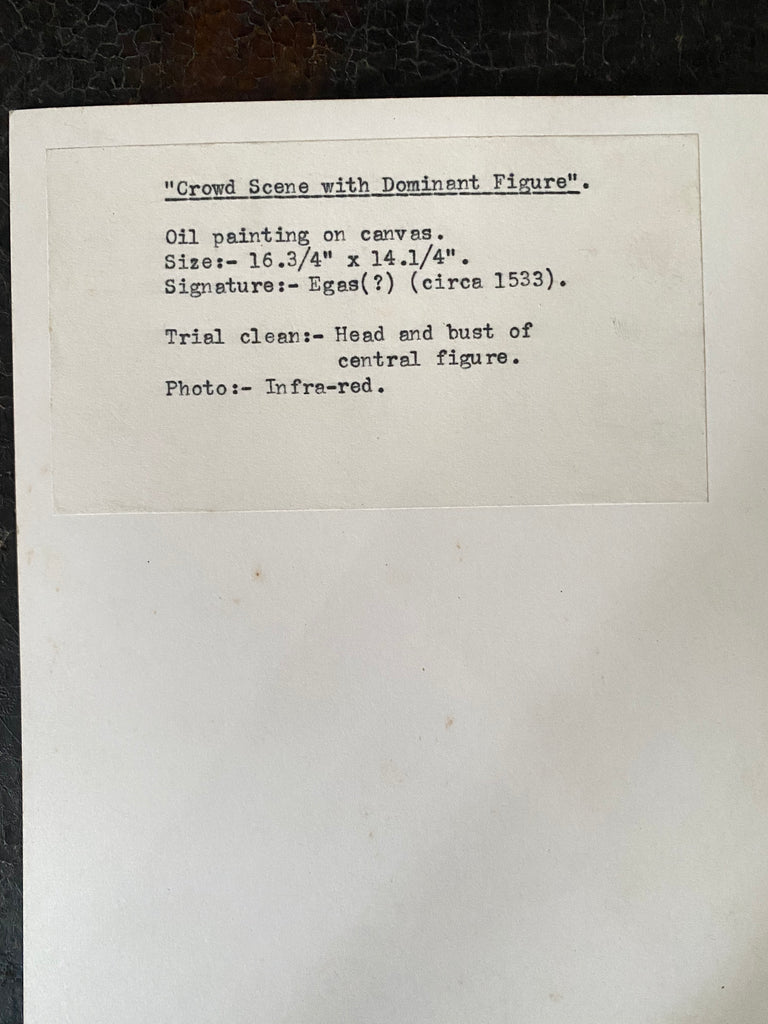 "Crowd Scene with Dominant Figure".
Oil painting on canvas.
Size:- 16.3/4" x 14.1/4".
Signature:- Egas(?) (circa 1533).
Trial clean:- Head and bust of
central figure.
Photo:- Infra-red.